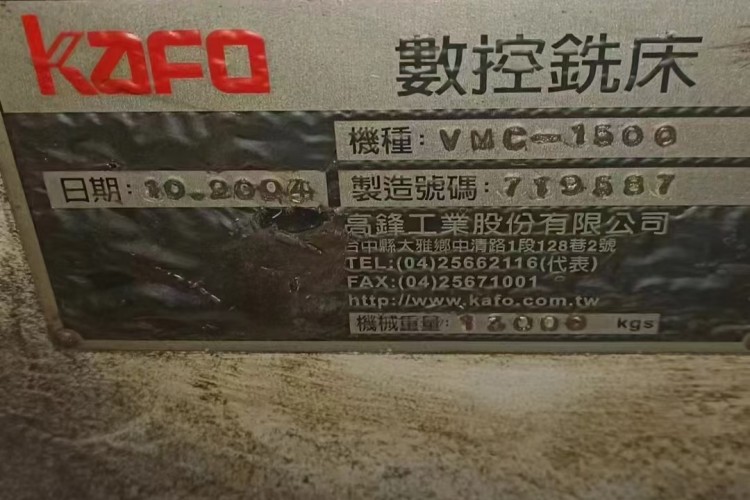 KAFO 數控銑床
機種: VMC-1500
日期: 10.2004 製造號碼: 719587
高鋒工業股份有限公司
台中縣大雅鄉中清路1段128巷2號
TEL:(04)25662116(代表)
FAX:(04)25671001
http://www.kafo.com.tw
機械重量: kgs